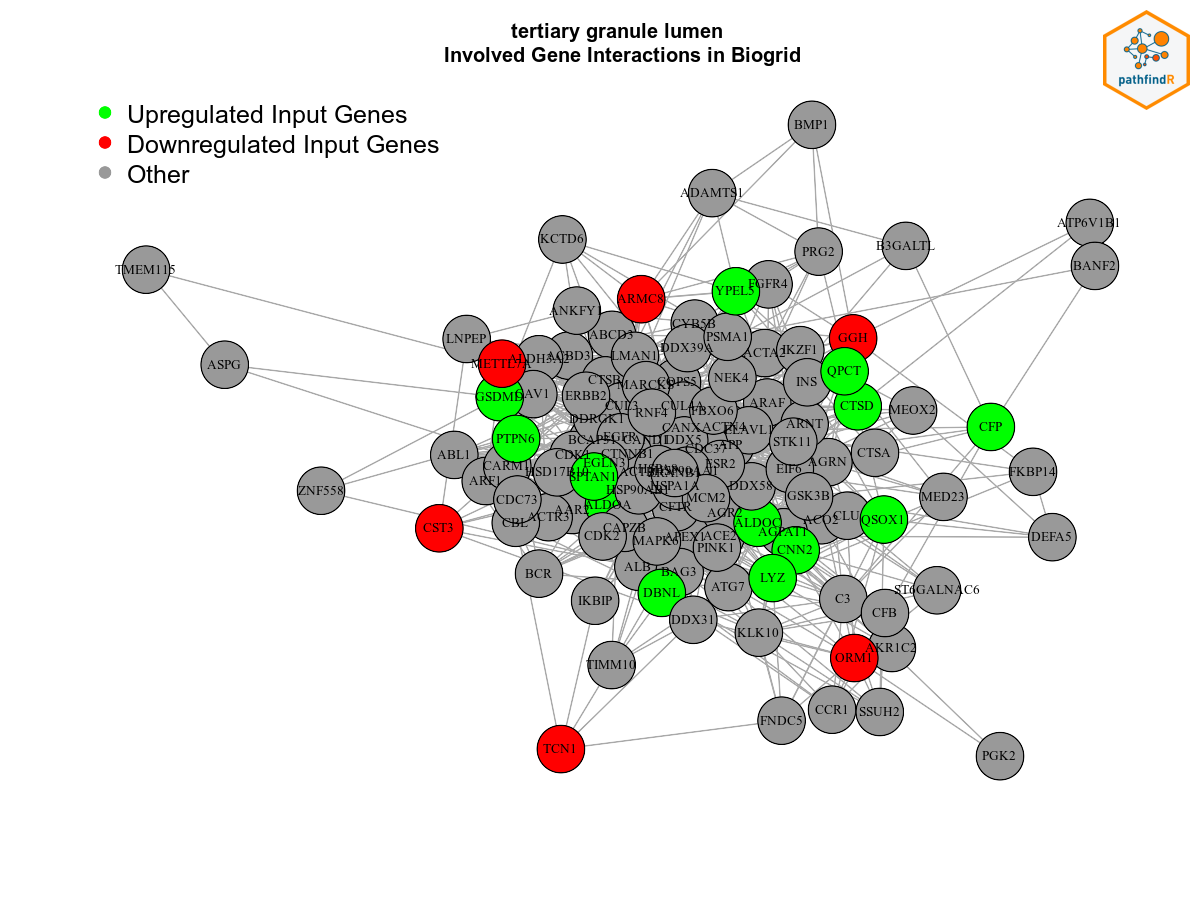 tertiary granule lumen
Involved Gene Interactions in Biogrid
pathfindR
Upregulated Input Genes
Downregulated Input Genes
Other
BMP1
ADAMTS1
ATP6V1B1
KCTD6
B3GALTL
PRG2
BANF2
TMEM115
FGFR4
YPEL5
ARMC8
ANKFY1
CYB5B
ABCD3
PSMA1
LNPEP
GGH
DDX39A
IKZF1
ACTA2
LMAN1
ACBD3
ALDH3A2
ASPG
METTL7A
QPCT
NEK4
CTSB
INS
COPS5
MARCKS
CAV1
ERBB2
GSDMD
ARAF
CTSD
CUL3
CUL4A
MEOX2
FBXO6
RNF4
DDRGK1
ARNT
CFP
CANX
ACTN4
ELAVL1
EGFR
PTPN6
BCAP31
CAND1
DDX5
STK11
APP
CDC37
CTSA
ABL1
CDK1
CTNNB1
AGRN
EGLN3
ESR2
CARM1
EIF6
HSD17B10
FKBP14
SPTAN1
ARF1
HSPA1A
DDX58
ZNF558
HSP90AB1
GSK3B
MED23
MCM2
CDC73
ALDOA
CFTR
AAR2
AGR2
CLU
ACTR3
ACO2
QSOX1
CBL
ALDOC
CST3
CAPZB
AGPAT1
CDK2
APEX1
ACE2
DEFA5
MAPK6
PINK1
CNN2
ALB
BAG3
BCR
LYZ
ATG7
ST6GALNAC6
DBNL
C3
IKBIP
CFB
DDX31
KLK10
AKR1C2
ORM1
TIMM10
CCR1
SSUH2
FNDC5
TCN1
PGK2